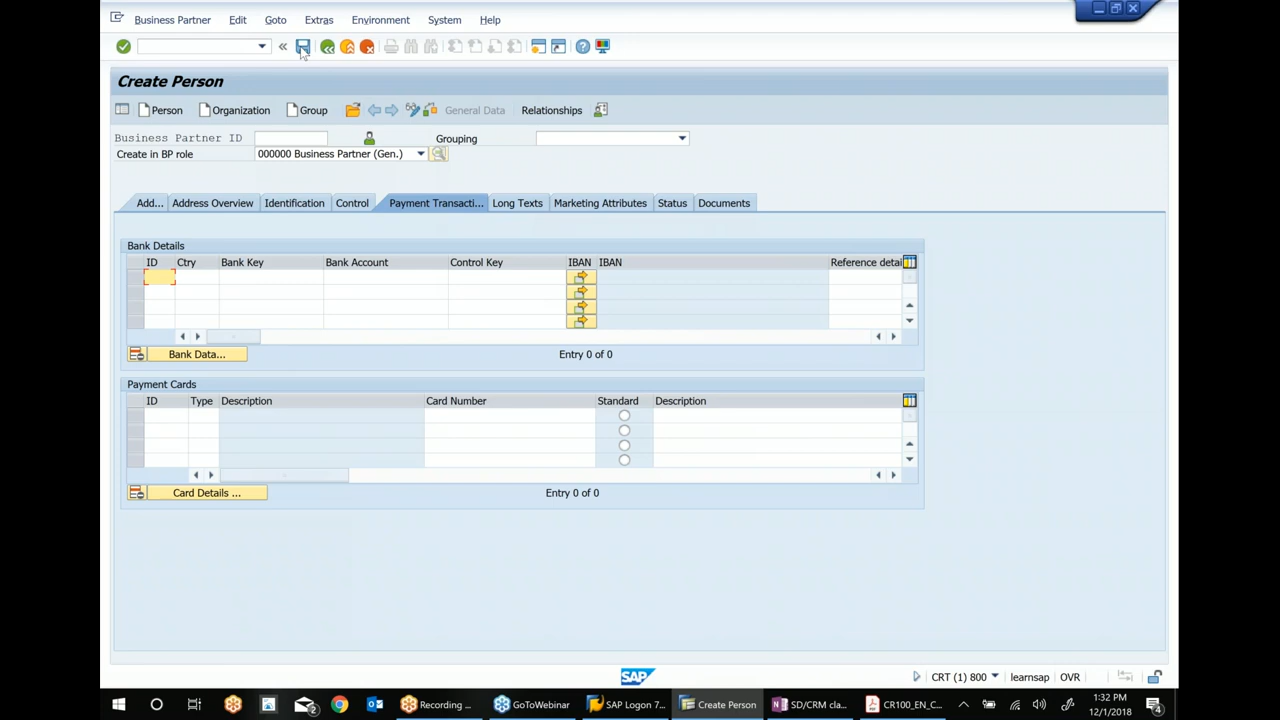 Business Partner Edit Goto Extras Environment System Help
Create Person
Person Organization Group General Data Relationships
Business Partner ID Grouping
Create in BP role 000000 Business Partner (Gen.)
Add... Address Overview Identification Control Payment Transacti... Long Texts Marketing Attributes Status Documents
Bank Details
ID Ctry Bank Key Bank Account Control Key IBAN IBAN Reference detai
Bank Data... Entry 0 of 0
Payment Cards
ID Type Description Card Number Standard Description
Card Details ... Entry 0 of 0
SAP CRT (1) 800 learnsap OVR
Recording ... GoToWebinar SAP Logon 7... Create Person SD/CRM cla... CR100_EN_C... 1:32 PM
12/1/2018